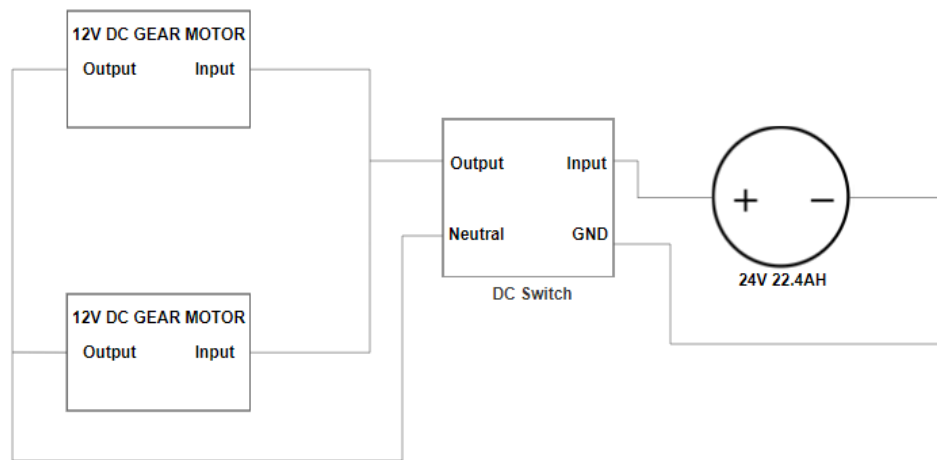 12V DC GEAR MOTOR
Output Input
Output Input
Neutral GND
DC Switch
+ −
24V 22.4AH
12V DC GEAR MOTOR
Output Input